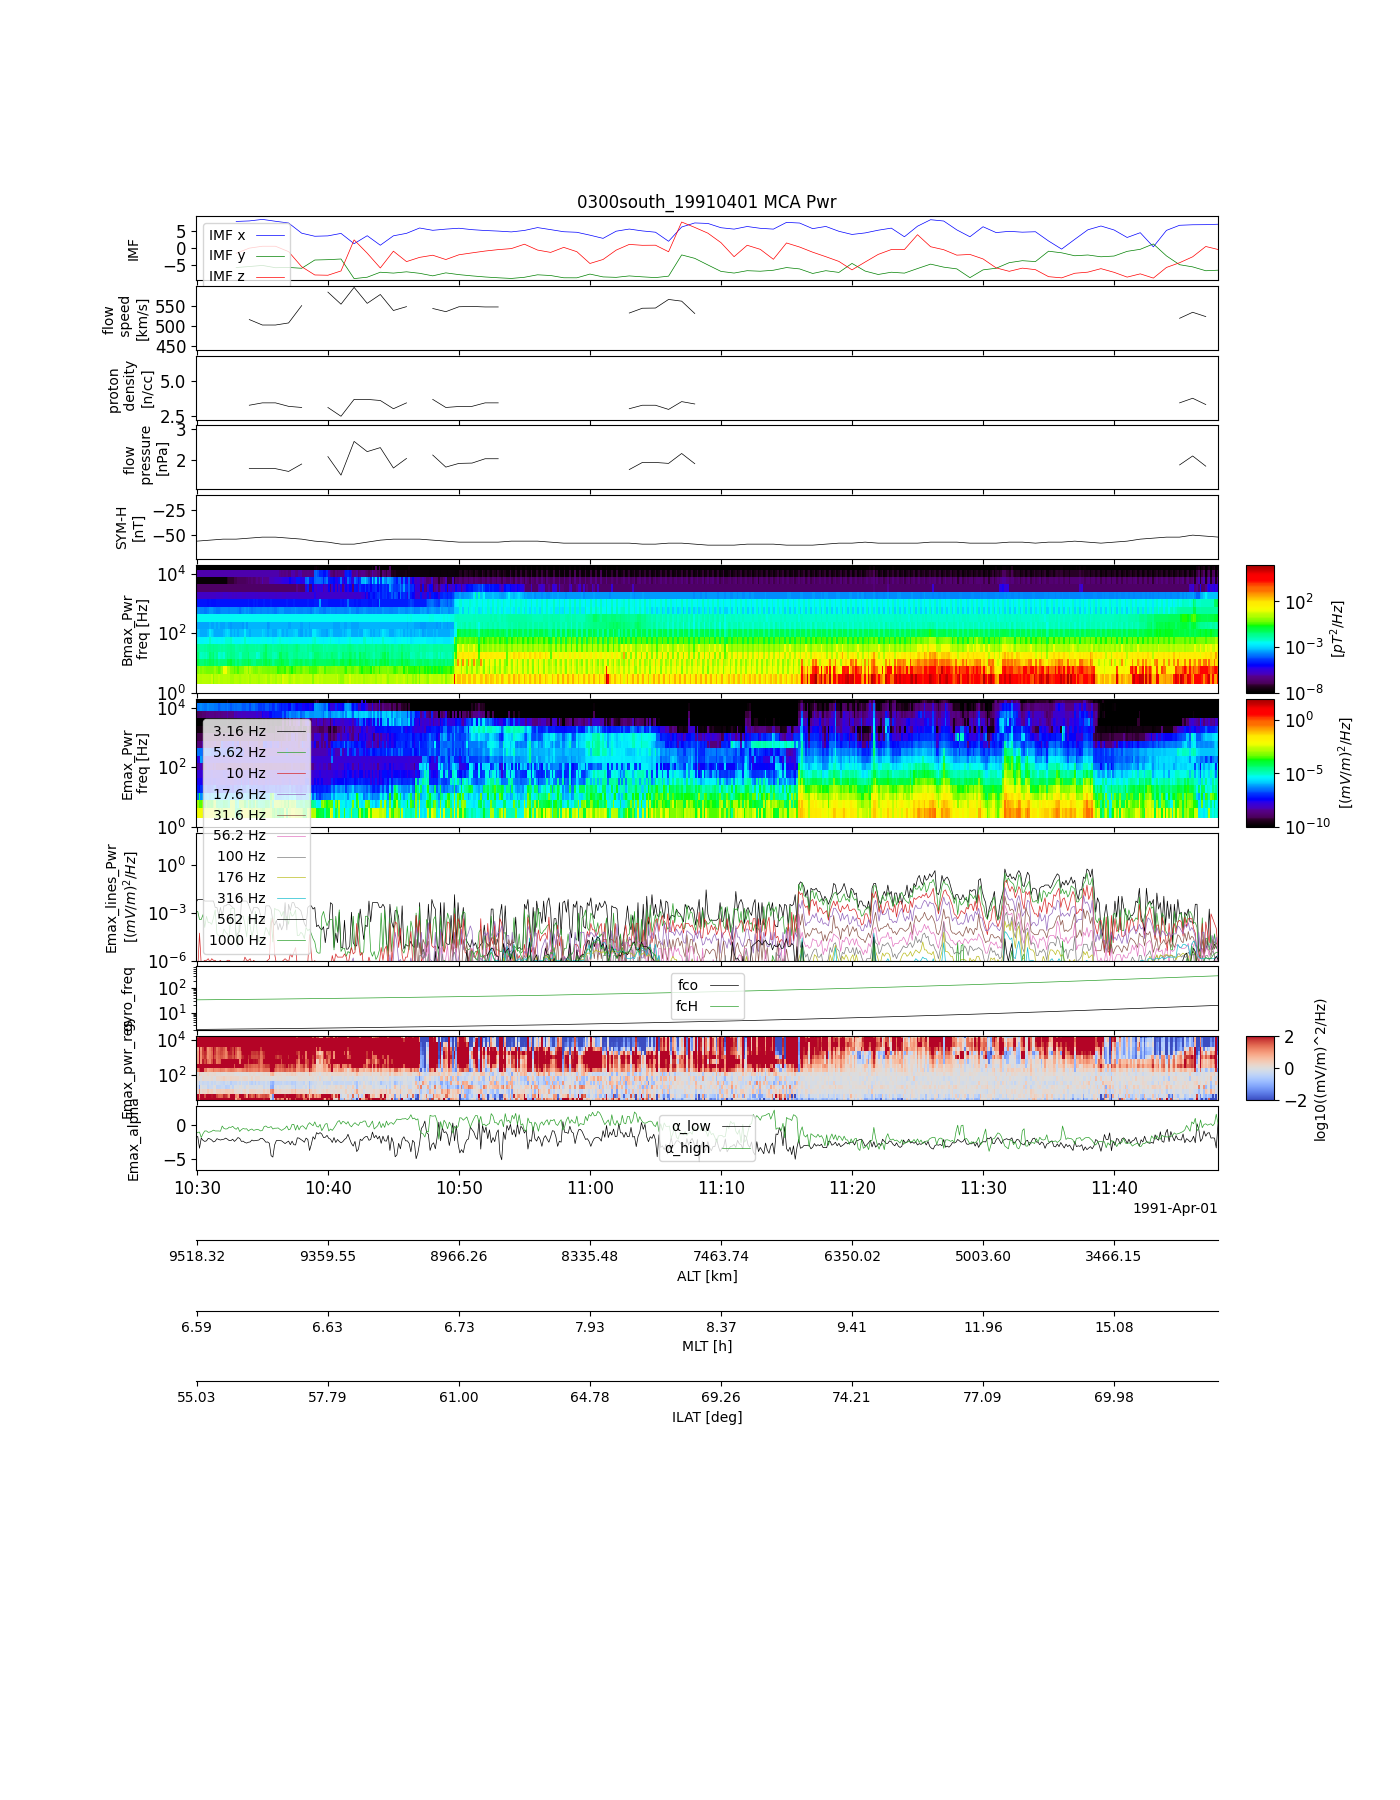 0300south_19910401 MCA Pwr
IMF
5
0
−5
IMF x
IMF y
IMF z
flow
speed
[km/s]
550
500
450
proton
density
[n/cc]
5.0
2.5
flow
pressure
[nPa]
3
2
SYM-H
[nT]
−25
−50
Bmax_Pwr
freq [Hz]
10^4
10^2
10^0
10^2
10^−3
10^−8
[pT^2/Hz]
Emax_Pwr
freq [Hz]
10^4
10^2
10^0
10^0
10^−5
10^−10
[(mV/m)^2/Hz]
3.16 Hz
5.62 Hz
10 Hz
17.6 Hz
31.6 Hz
56.2 Hz
100 Hz
176 Hz
316 Hz
562 Hz
1000 Hz
Emax_lines_Pwr
[(mV/m)^2/Hz]
10^0
10^−3
10^−6
gyro_freq
10^2
10^1
fco
fcH
Emax_pwr_reg
10^4
10^2
2
0
−2
log10((mV/m)^2/Hz)
Emax_alpha
0
−5
α_low
α_high
10:30 10:40 10:50 11:00 11:10 11:20 11:30 11:40
1991-Apr-01
9518.32 9359.55 8966.26 8335.48 7463.74 6350.02 5003.60 3466.15
ALT [km]
6.59 6.63 6.73 7.93 8.37 9.41 11.96 15.08
MLT [h]
55.03 57.79 61.00 64.78 69.26 74.21 77.09 69.98
ILAT [deg]